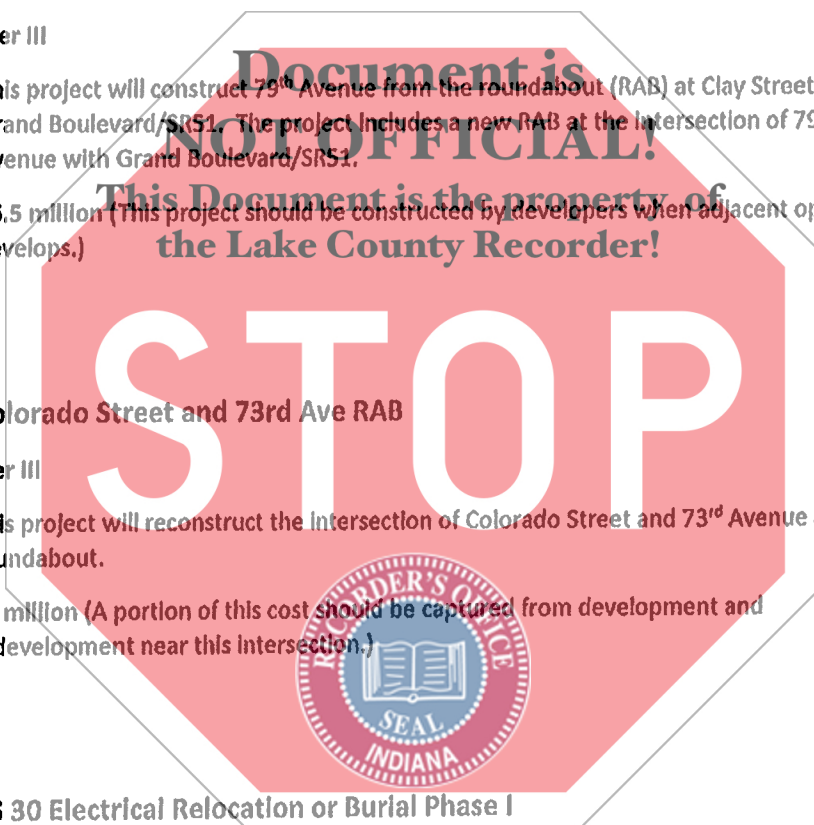 er III
Document is
is project will construct 79th Avenue from the roundabout (RAB) at Clay Street
rand Boulevard/SR51. The project includes a new RAB at the intersection of 79
NOT OFFICIAL!
venue with Grand Boulevard/SR51.
This Document is the property of
.5 million (This project should be constructed by developers when adjacent op
the Lake County Recorder!
velops.)
STOP
olorado Street and 73rd Ave RAB
er III
is project will reconstruct the intersection of Colorado Street and 73rd Avenue
undabout.
RECORDER'S OFFICE
million (A portion of this cost should be captured from development and
development near this intersection.)
SEAL
INDIANA
30 Electrical Relocation or Burial Phase I